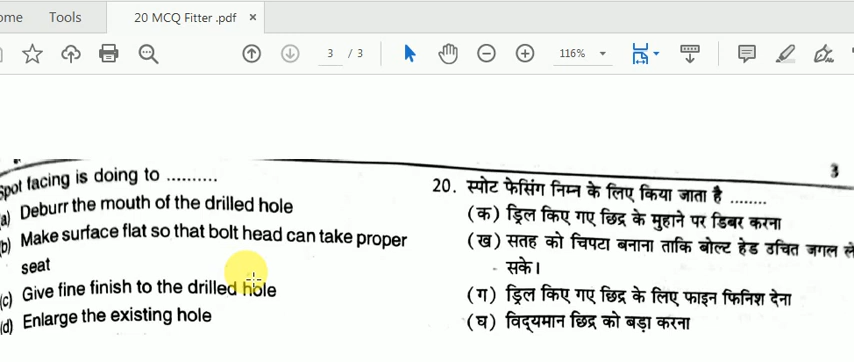 ome Tools 20 MCQ Fitter .pdf ×
3 / 3 116%
3
Spot facing is doing to ..........
(a) Deburr the mouth of the drilled hole
(b) Make surface flat so that bolt head can take proper
seat
(c) Give fine finish to the drilled hole
(d) Enlarge the existing hole
20. स्पोट फेसिंग निम्न के लिए किया जाता है ........
(क) ड्रिल किए गए छिद्र के मुहाने पर डिबर करना
(ख) सतह को चिपटा बनाना ताकि बोल्ट हेड उचित जगल ले
सके।
(ग) ड्रिल किए गए छिद्र के लिए फाइन फिनिश देना
(घ) विद्यमान छिद्र को बड़ा करना